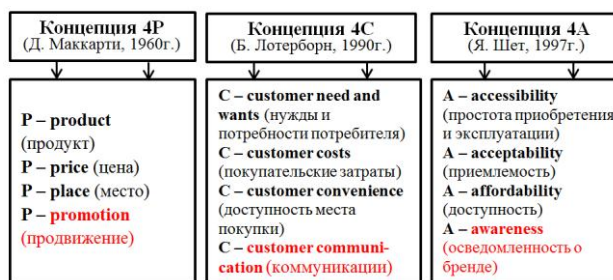 Концепция 4P
(Д. Маккарти, 1960г.)
P – product
(продукт)
P – price (цена)
P – place (место)
P – promotion
(продвижение)
Концепция 4С
(Б. Лотерборн, 1990г.)
C – customer need and
wants (нужды и
потребности потребителя)
C – customer costs
(покупательские затраты)
C – customer convenience
(доступность места
покупки)
C – customer communi-
cation (коммуникации)
Концепция 4А
(Я. Шет, 1997г.)
A – accessibility
(простота приобретения
и эксплуатации)
A – acceptability
(приемлемость)
A – affordability
(доступность)
A – awareness
(осведомленность о
бренде)